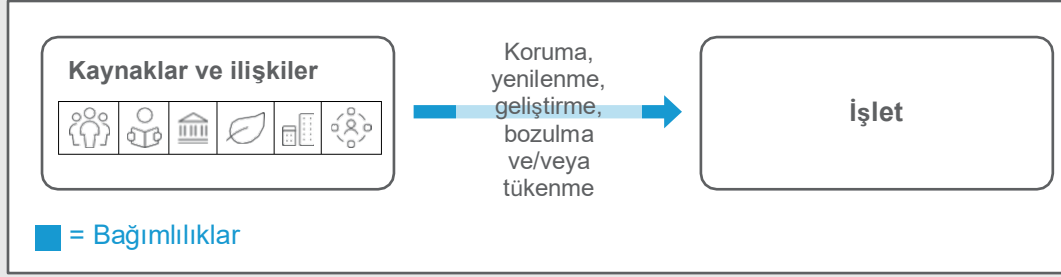 Kaynaklar ve ilişkiler
Koruma,
yenilenme,
geliştirme,
bozulma
ve/veya
tükenme
İşlet
= Bağımlılıklar